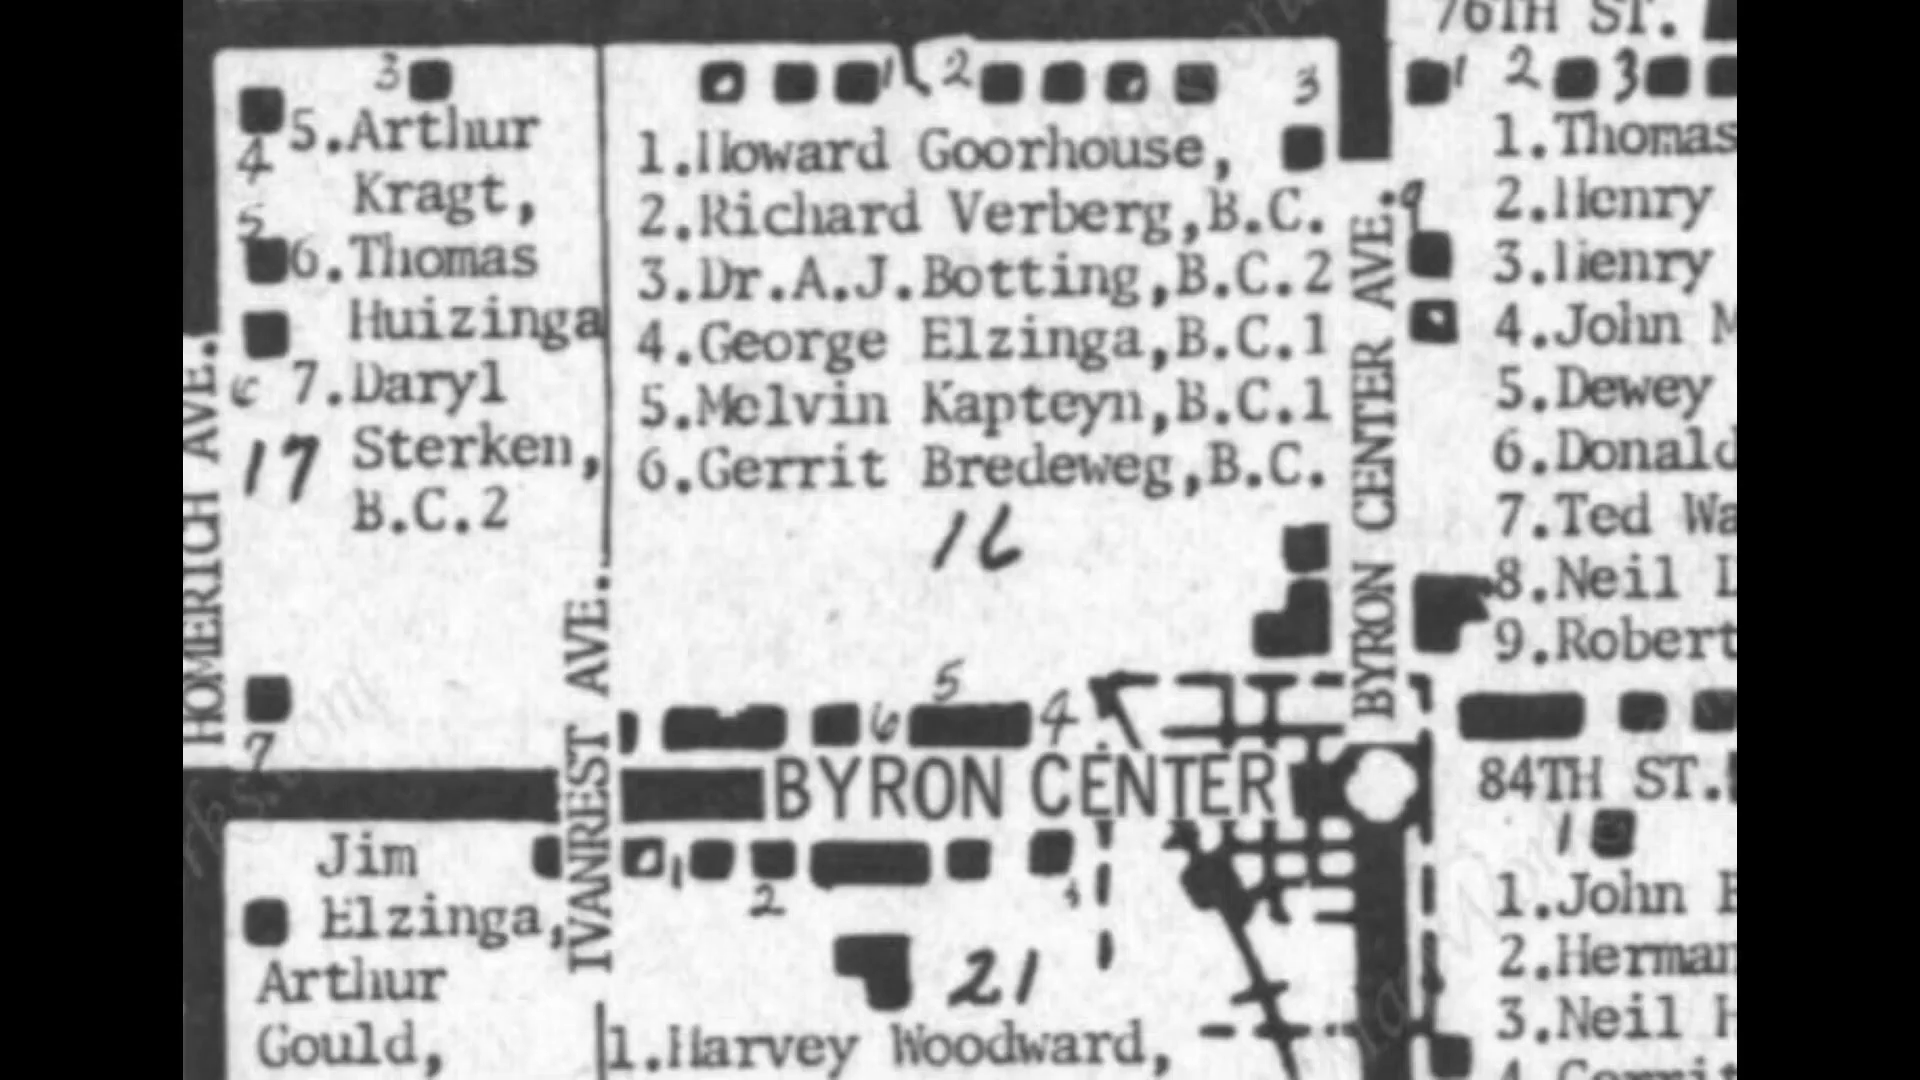 76TH ST.
3
4
5
5.Arthur
Kragt,
6.Thomas
Huizinga
7.Daryl
Sterken,
B.C.2
17
7
HOMERICH AVE.
IVANREST AVE.
1 2 3
1.Howard Goorhouse,
2.Richard Verberg,B.C.
3.Dr.A.J.Botting,B.C.2
4.George Elzinga,B.C.1
5.Melvin Kapteyn,B.C.1
6.Gerrit Bredeweg,B.C.
16
6 5 4
BYRON CENTER AVE.
1 2 3
9
1.Thomas
2.Henry
3.Henry
4.John M
5.Dewey
6.Donald
7.Ted Wa
8.Neil L
9.Robert
BYRON CENTER
84TH ST.
Jim
Elzinga,
Arthur
Gould,
1
2
21
1.Harvey Woodward,
1
1.John
2.Herman
3.Neil H
4.Gerrit